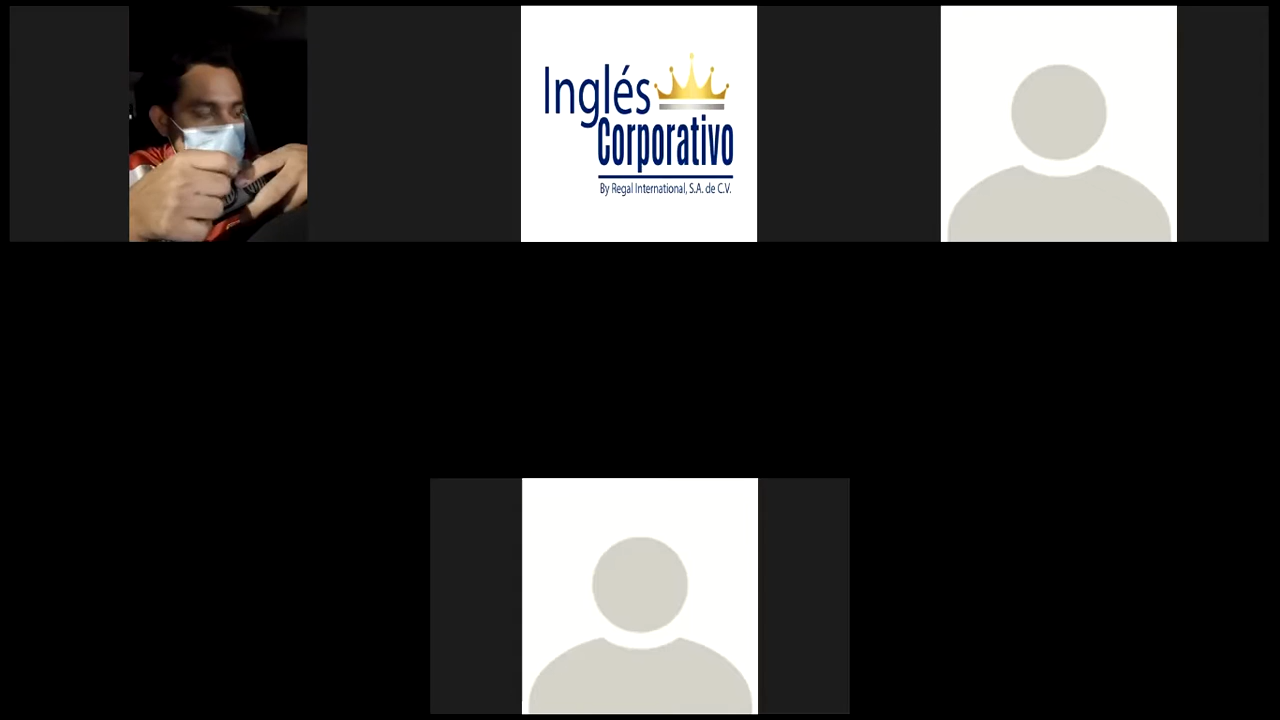 Inglés
Corporativo
By Regal International, S.A. de C.V.